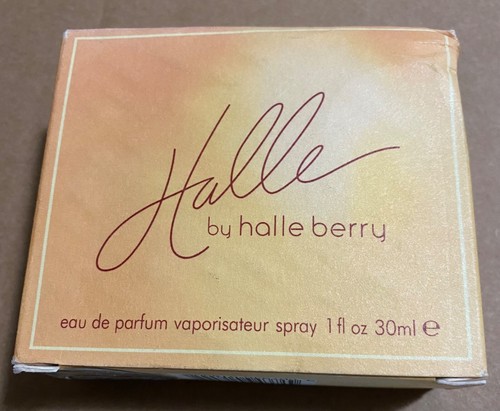 Halle
by halle berry
eau de parfum vaporisateur spray 1 fl oz 30ml ℮